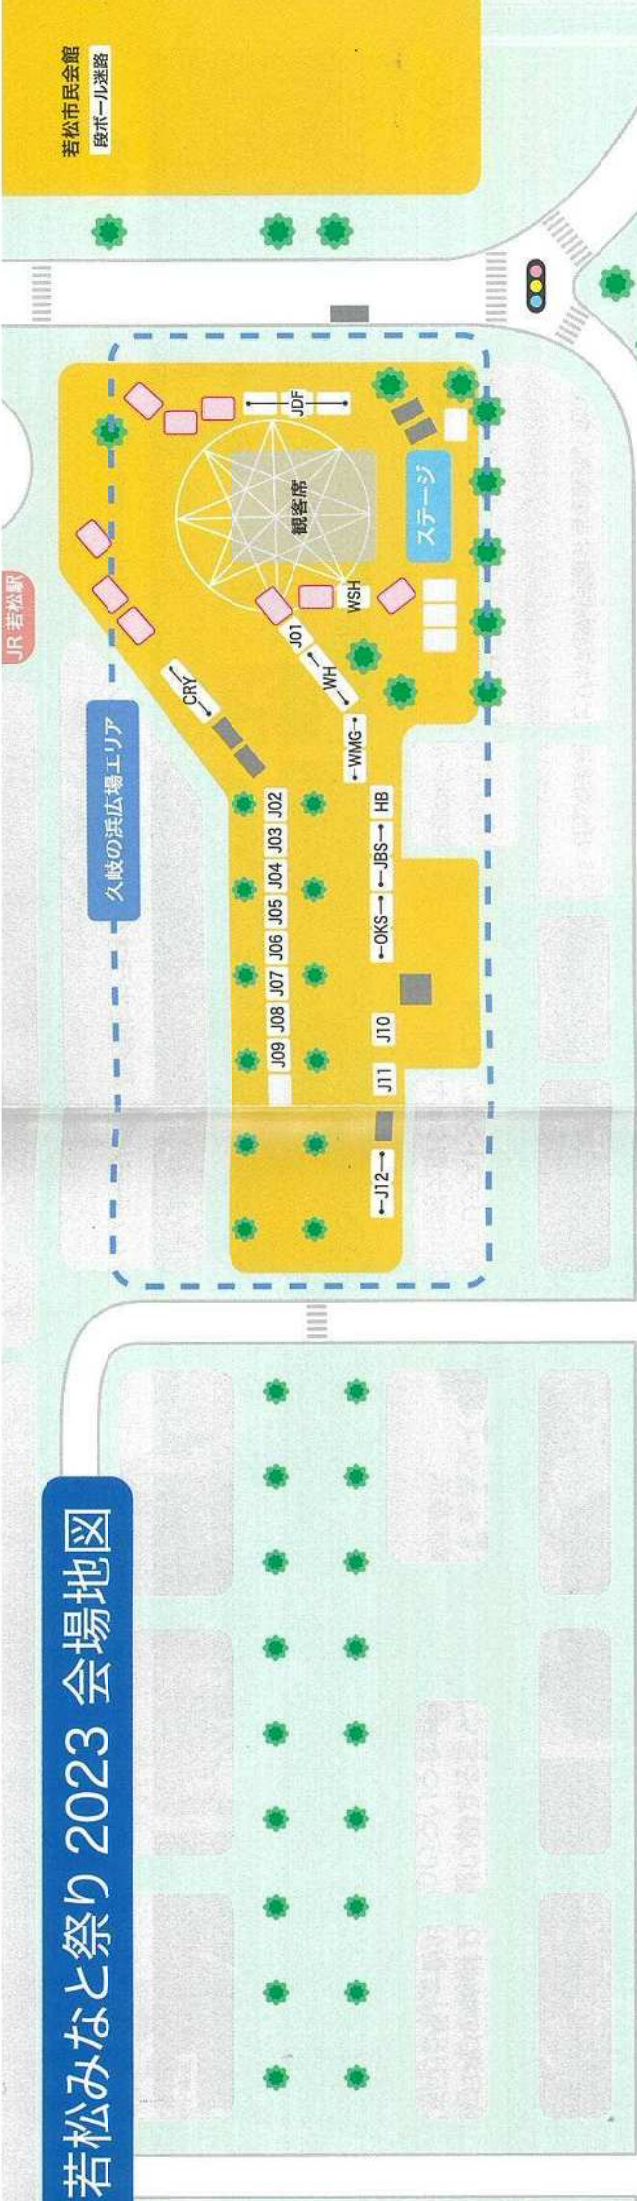 若松みなと祭り 2023 会場地図
JR 若松駅
久岐の浜広場エリア
若松市民会館
段ボール迷路
CRY
JDF
観客席
ステージ
WSH
J01
WH
WMG
J02
J03
J04
J05
J06
J07
J08
J09
HB
JBS
OKS
J10
J11
J12